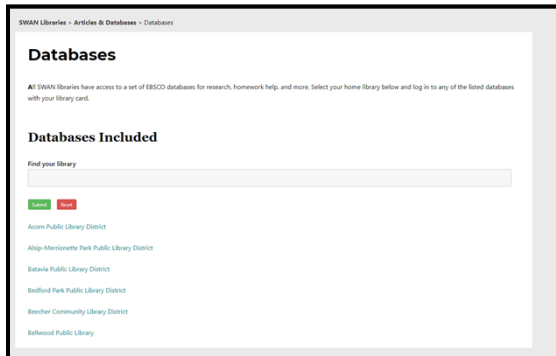 SWAN Libraries » Articles & Databases » Databases
Databases
All SWAN libraries have access to a set of EBSCO databases for research, homework help, and more. Select your home library below and log in to any of the listed databases
with your library card.
Databases Included
Find your library
Submit Reset
Acorn Public Library District
Alsip-Merrionette Park Public Library District
Batavia Public Library District
Bedford Park Public Library District
Beecher Community Library District
Bellwood Public Library